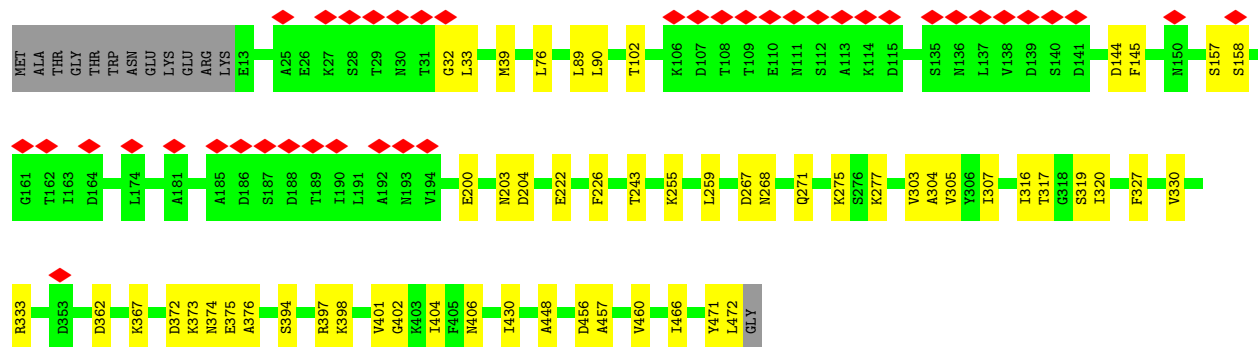 MET ALA THR GLY THR TRP ASN GLU LYS GLU ARG LYS E13 A25 E26 K27 S28 T29 N30 T31 G32 L33 M39 L76 L89 L90 T102 K106 D107 T108 T109 E110 N111 S112 A113 K114 D115 S135 N136 L137 V138 D139 S140 D141 D144 F145 N150 S157 S158
G161 T162 I163 D164 L174 A181 A185 D186 S187 D188 T189 I190 L191 A192 N193 V194 E200 N203 D204 E222 F226 T243 K255 L259 D267 N268 Q271 K275 S276 K277 V303 A304 V305 Y306 I307 I316 T317 G318 S319 I320 F327 V330
R333 D353 D362 K367 D372 K373 N374 E375 A376 S394 R397 K398 V401 G402 K403 I404 F405 N406 I430 A448 D456 A457 V460 I466 Y471 L472 GLY